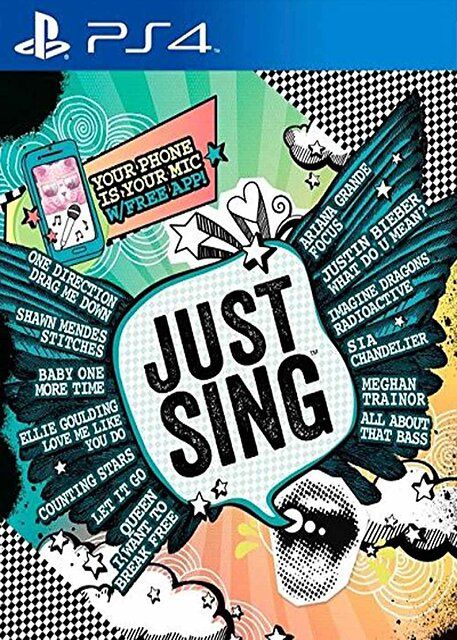 PS4
YOUR PHONE
IS YOUR MIC
W/FREE APP!
ONE DIRECTION
DRAG ME DOWN
SHAWN MENDES
STITCHES
BABY ONE
MORE TIME
ELLIE GOULDING
LOVE ME LIKE
YOU DO
COUNTING STARS
LET IT GO
QUEEN
I WANT TO
BREAK FREE
JUST
SING™
ARIANA GRANDE
FOCUS
JUSTIN BIEBER
WHAT DO U MEAN?
IMAGINE DRAGONS
RADIOACTIVE
SIA
CHANDELIER
MEGHAN
TRAINOR
ALL ABOUT
THAT BASS